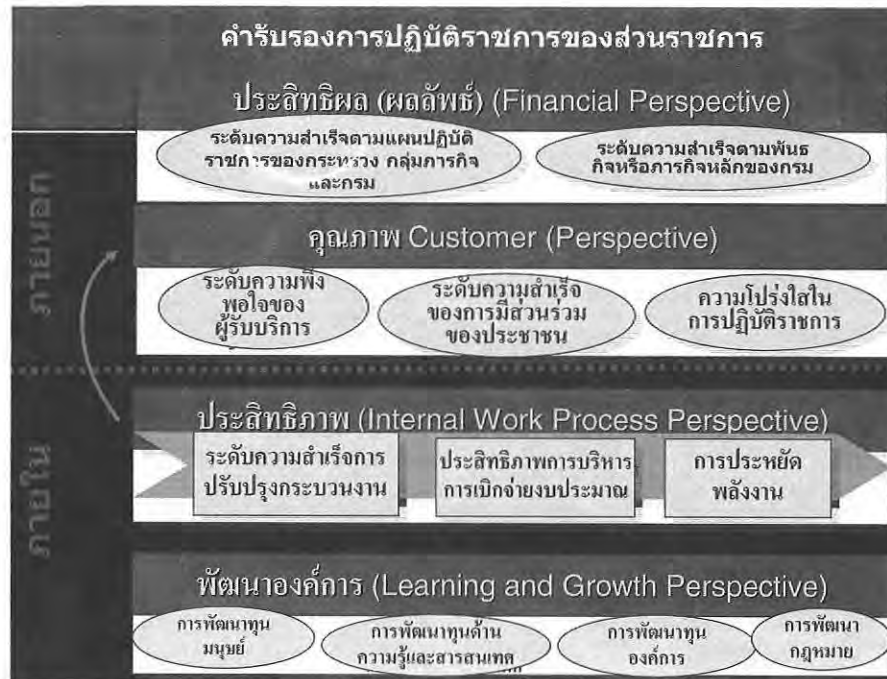 คำรับรองการปฏิบัติราชการของส่วนราชการ
ประสิทธิผล (ผลลัพธ์) (Financial Perspective)
ระดับความสำเร็จตามแผนปฏิบัติ
ราชการของกระทรวง กลุ่มภารกิจ
และกรม
ระดับความสำเร็จตามพันธ
กิจหรือภารกิจหลักของกรม
ภายนอก
คุณภาพ Customer (Perspective)
ระดับความพึง
พอใจของ
ผู้รับบริการ
ระดับความสำเร็จ
ของการมีส่วนร่วม
ของประชาชน
ความโปร่งใสใน
การปฏิบัติราชการ
ภายใน
ประสิทธิภาพ (Internal Work Process Perspective)
ระดับความสำเร็จการ
ปรับปรุงกระบวนงาน
ประสิทธิภาพการบริหาร
การเบิกจ่ายงบประมาณ
การประหยัด
พลังงาน
พัฒนาองค์การ (Learning and Growth Perspective)
การพัฒนาทุน
มนุษย์
การพัฒนาทุนด้าน
ความรู้และสารสนเทศ
การพัฒนาทุน
องค์การ
การพัฒนา
กฎหมาย